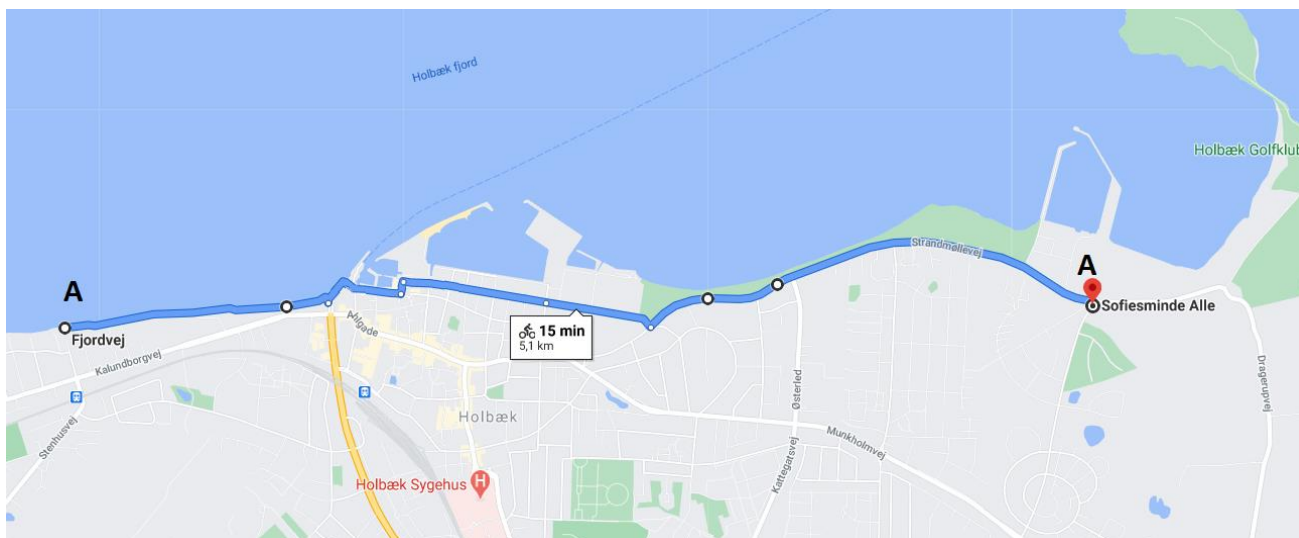 Holbæk fjord
Holbæk Golfklub
Strandmøllevej
A
A
Sofiesminde Alle
Fjordvej
Ahlgade
15 min
5,1 km
Kalundborgvej
Dragerupvej
Østerled
Stenhusvej
Holbæk
Munkholmvej
Kattegatsvej
Holbæk Sygehus
H